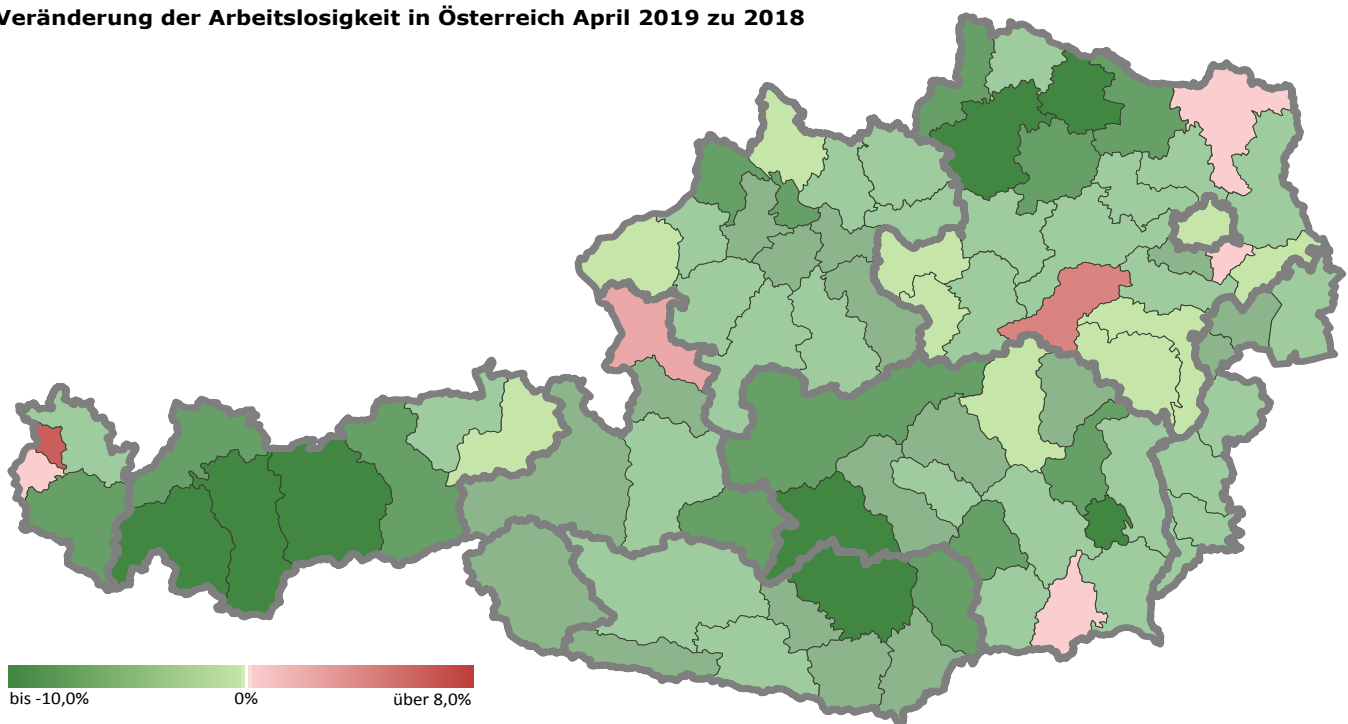 Veränderung der Arbeitslosigkeit in Österreich April 2019 zu 2018
bis -10,0% 0% über 8,0%